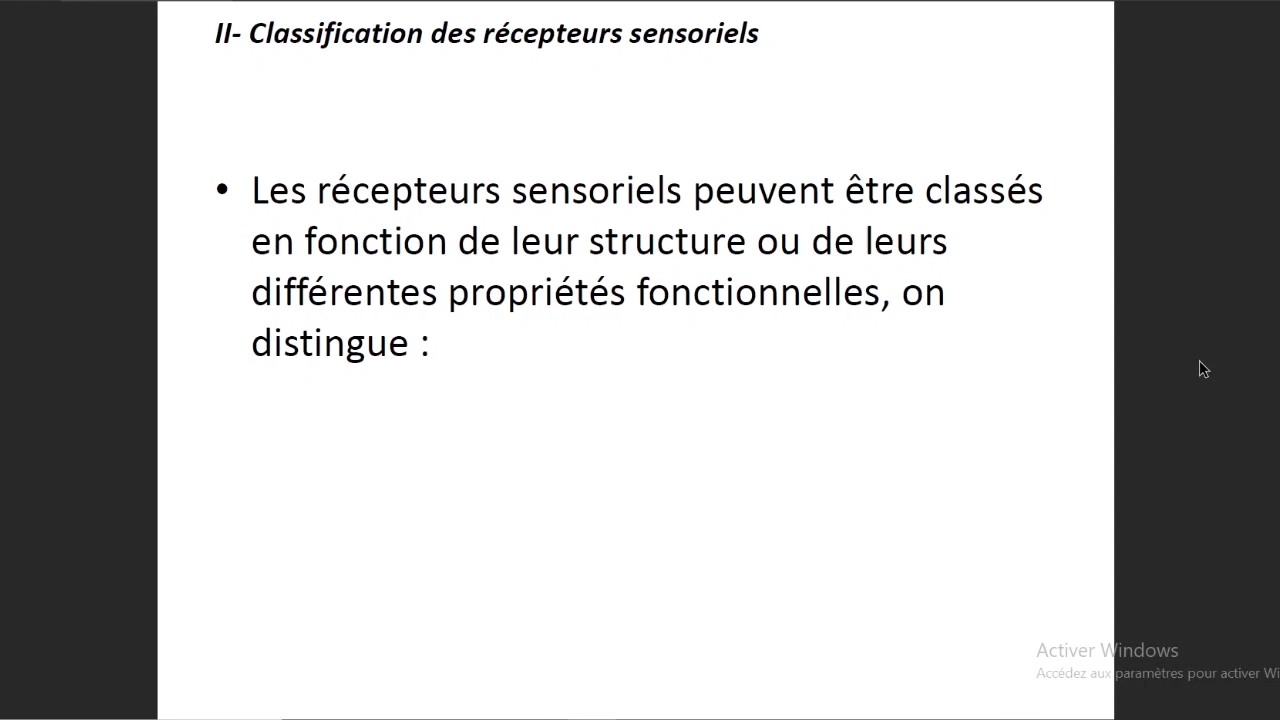 II- Classification des récepteurs sensoriels
• Les récepteurs sensoriels peuvent être classés
en fonction de leur structure ou de leurs
différentes propriétés fonctionnelles, on
distingue :
Activer Windows
Accédez aux paramètres pour activer Wi